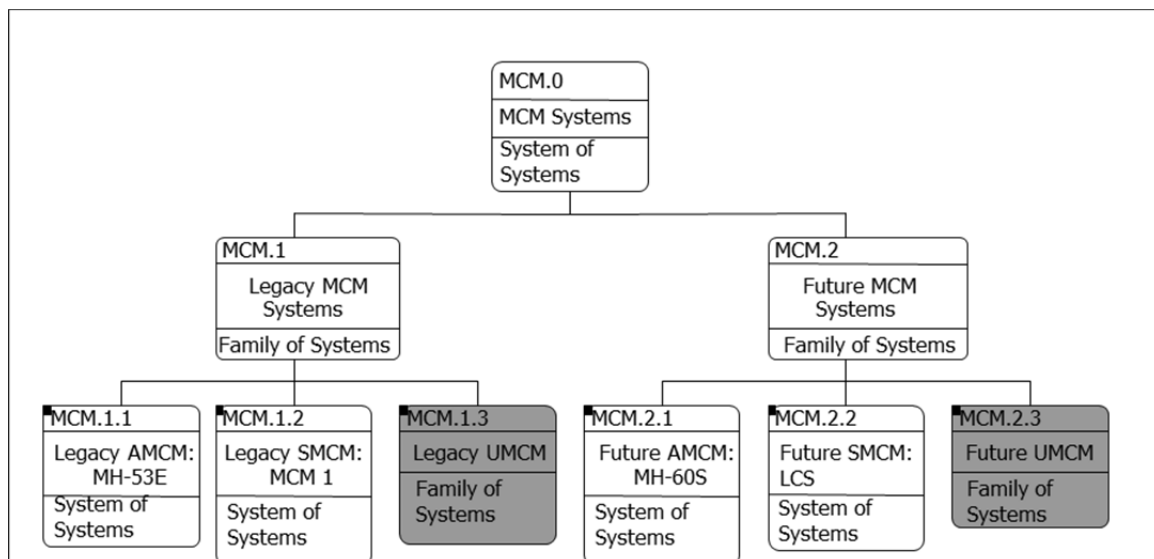 MCM.0
MCM Systems
System of
Systems
MCM.1
Legacy MCM
Systems
Family of Systems
MCM.2
Future MCM
Systems
Family of Systems
MCM.1.1
Legacy AMCM:
MH-53E
System of
Systems
MCM.1.2
Legacy SMCM:
MCM 1
System of
Systems
MCM.1.3
Legacy UMCM
Family of
Systems
MCM.2.1
Future AMCM:
MH-60S
System of
Systems
MCM.2.2
Future SMCM:
LCS
System of
Systems
MCM.2.3
Future UMCM
Family of
Systems